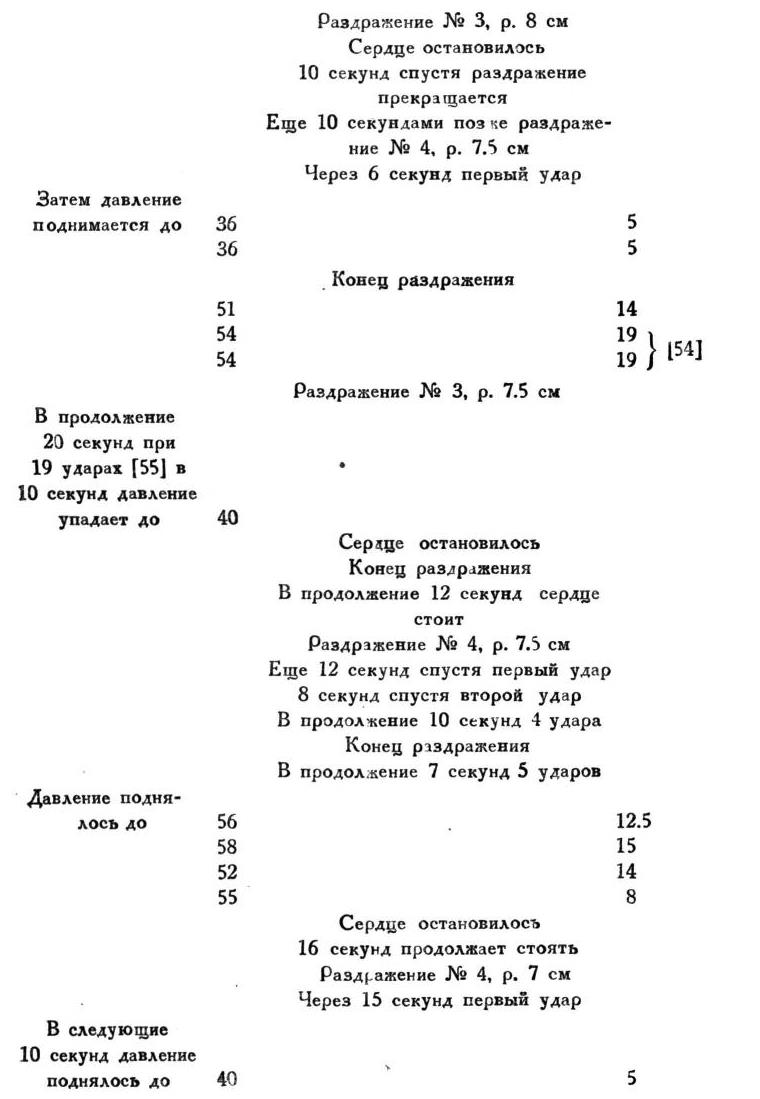 Раздражение № 3, р. 8 см
Сердце остановилось
10 секунд спустя раздражение
прекращается
Еще 10 секундами позже раздраже-
ние № 4, р. 7.5 см
Через 6 секунд первый удар
Затем давление
поднимается до 36 5
36 5
Конец раздражения
51 14
54 19
54 19 } [54]
Раздражение № 3, р. 7.5 см
В продолжение
20 секунд при
19 ударах [55] в
10 секунд давление
упадает до 40
Сердце остановилось
Конец раздражения
В продолжение 12 секунд сердце
стоит
Раздражение № 4, р. 7.5 см
Еще 12 секунд спустя первый удар
8 секунд спустя второй удар
В продолжение 10 секунд 4 удара
Конец раздражения
В продолжение 7 секунд 5 ударов
Давление подня-
лось до 56 12.5
58 15
52 14
55 8
Сердце остановилось
16 секунд продолжает стоять
Раздражение № 4, р. 7 см
Через 15 секунд первый удар
В следующие
10 секунд давление
поднялось до 40 5